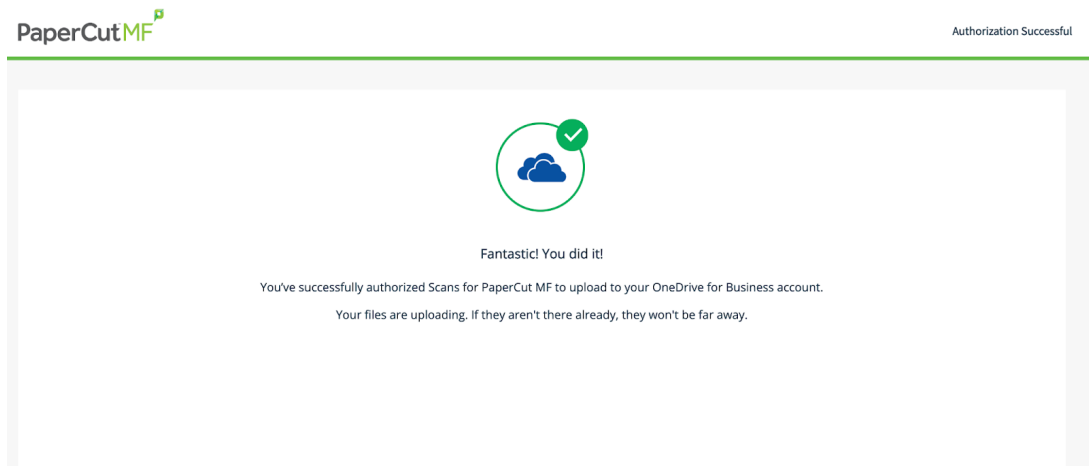 PaperCut MF
Authorization Successful
Fantastic! You did it!
You've successfully authorized Scans for PaperCut MF to upload to your OneDrive for Business account.
Your files are uploading. If they aren't there already, they won't be far away.